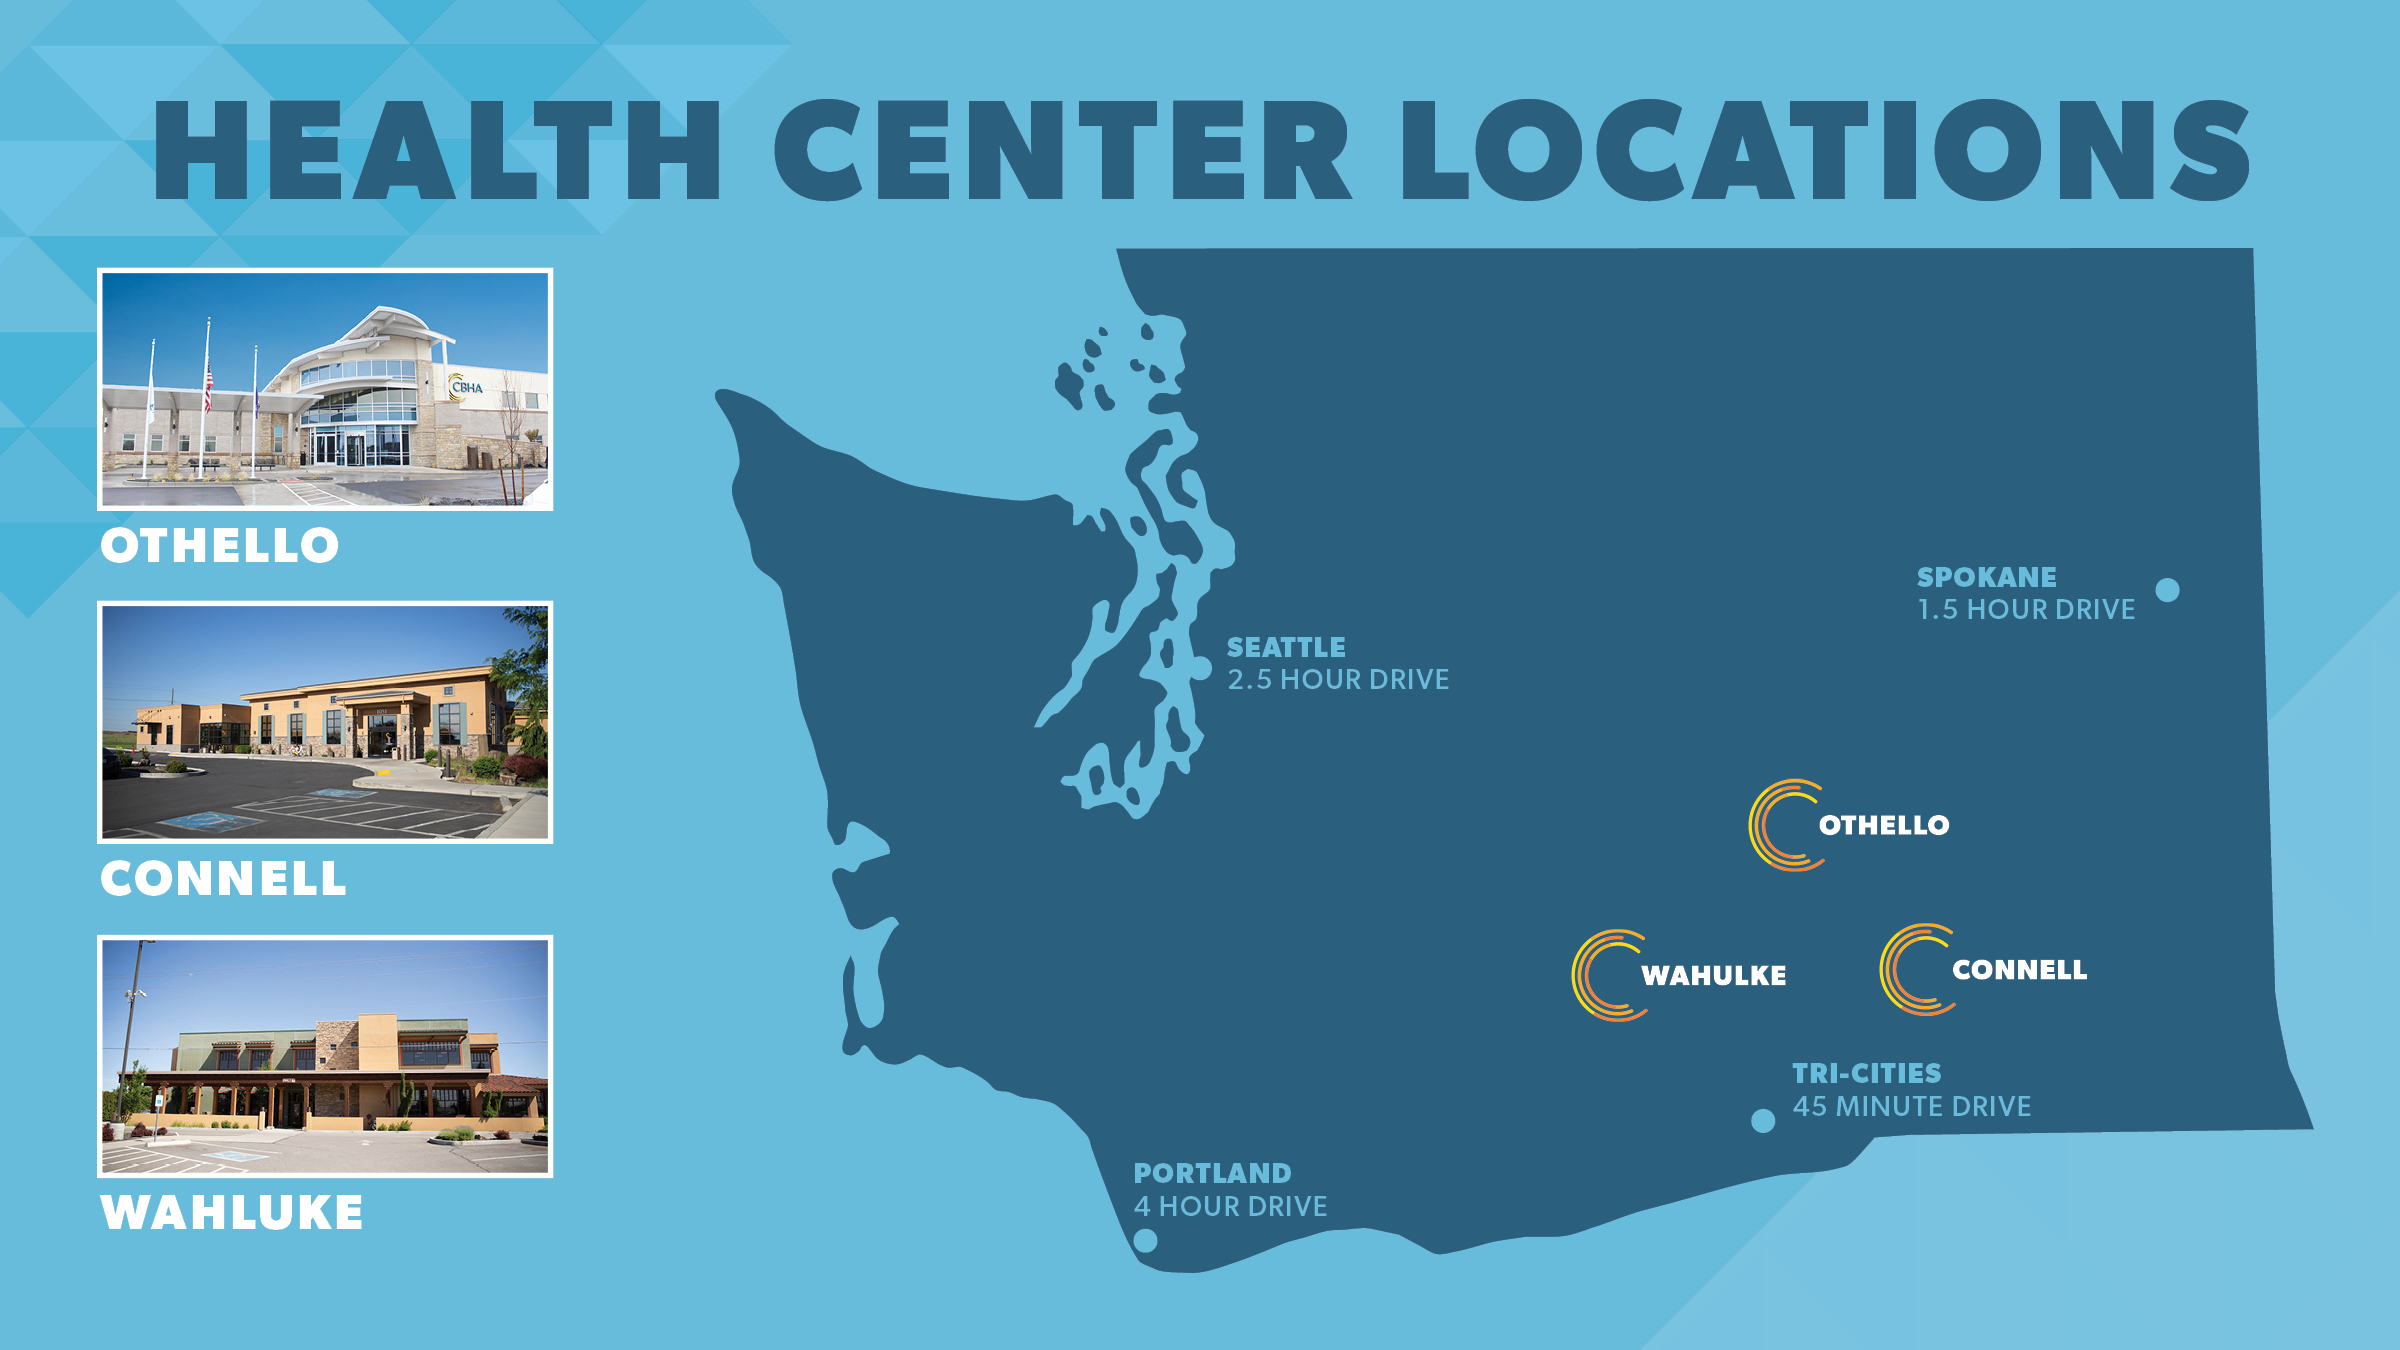 HEALTH CENTER LOCATIONS
CBHA
OTHELLO
CONNELL
WAHLUKE
SPOKANE
1.5 HOUR DRIVE
SEATTLE
2.5 HOUR DRIVE
OTHELLO
WAHULKE
CONNELL
TRI-CITIES
45 MINUTE DRIVE
PORTLAND
4 HOUR DRIVE